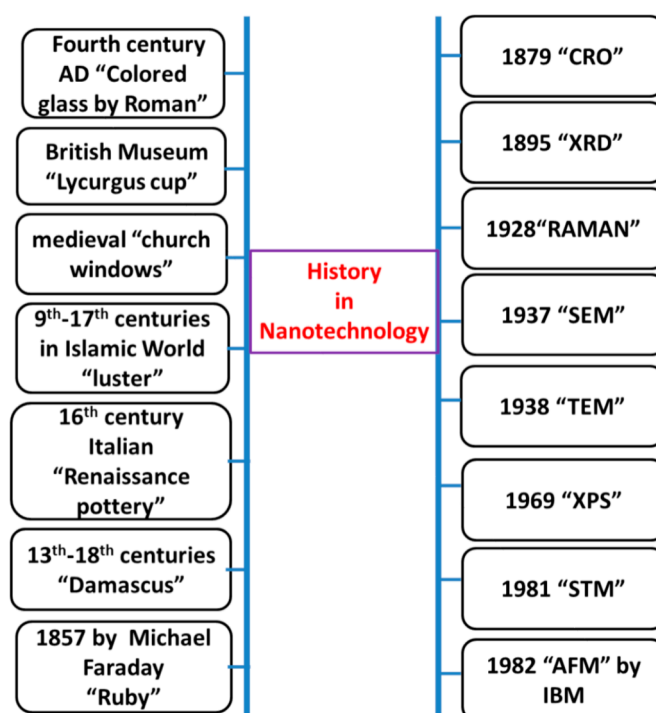 Fourth century
AD “Colored
glass by Roman”
British Museum
“Lycurgus cup”
medieval “church
windows”
9th-17th centuries
in Islamic World
“luster”
16th century
Italian
“Renaissance
pottery”
13th-18th centuries
“Damascus”
1857 by Michael
Faraday
“Ruby”
History
in
Nanotechnology
1879 “CRO”
1895 “XRD”
1928“RAMAN”
1937 “SEM”
1938 “TEM”
1969 “XPS”
1981 “STM”
1982 “AFM” by
IBM